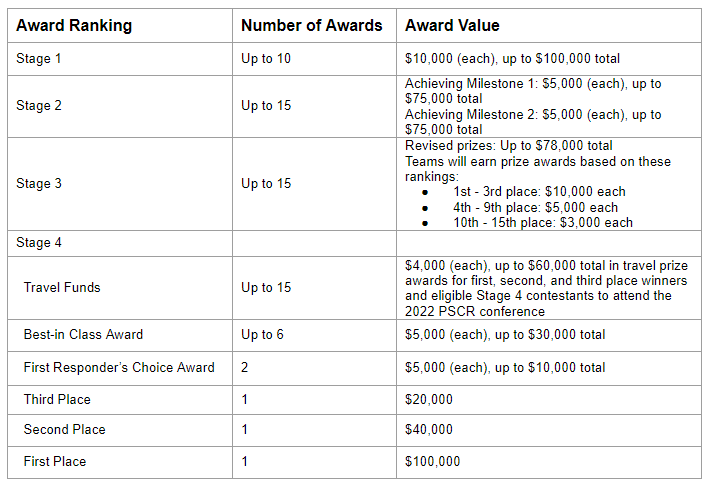 Award Ranking Number of Awards Award Value
Stage 1 Up to 10 $10,000 (each), up to $100,000 total
Stage 2 Up to 15 Achieving Milestone 1: $5,000 (each), up to
$75,000 total
Achieving Milestone 2: $5,000 (each), up to
$75,000 total
Stage 3 Up to 15 Revised prizes: Up to $78,000 total
Teams will earn prize awards based on these
rankings:
• 1st - 3rd place: $10,000 each
• 4th - 9th place: $5,000 each
• 10th - 15th place: $3,000 each
Stage 4
Travel Funds Up to 15 $4,000 (each), up to $60,000 total in travel prize
awards for first, second, and third place winners
and eligible Stage 4 contestants to attend the
2022 PSCR conference
Best-in Class Award Up to 6 $5,000 (each), up to $30,000 total
First Responder's Choice Award 2 $5,000 (each), up to $10,000 total
Third Place 1 $20,000
Second Place 1 $40,000
First Place 1 $100,000